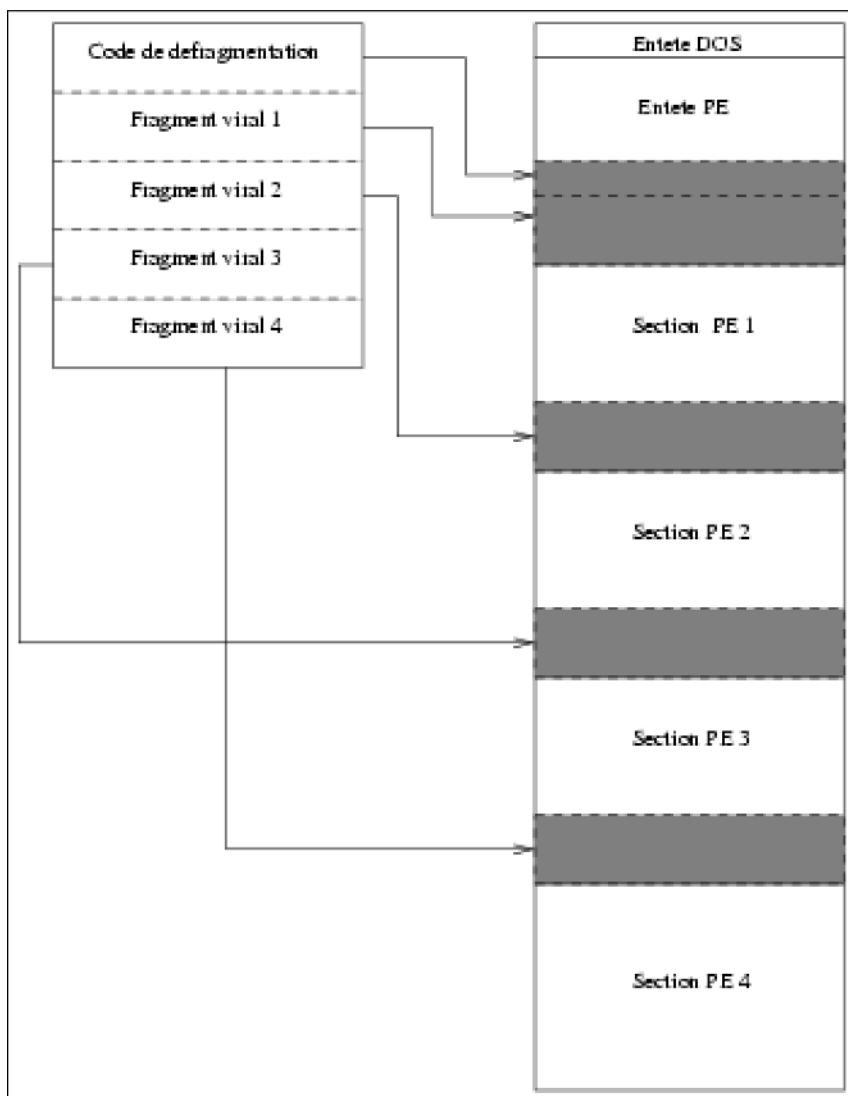 Code de defragmentation
Fragment viral 1
Fragment viral 2
Fragment viral 3
Fragment viral 4
Entete DOS
Entete PE
Section PE 1
Section PE 2
Section PE 3
Section PE 4